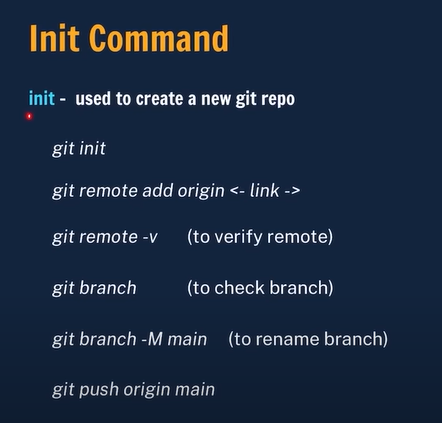 Init Command
init - used to create a new git repo
git init
git remote add origin <- link ->
git remote -v (to verify remote)
git branch (to check branch)
git branch -M main (to rename branch)
git push origin main